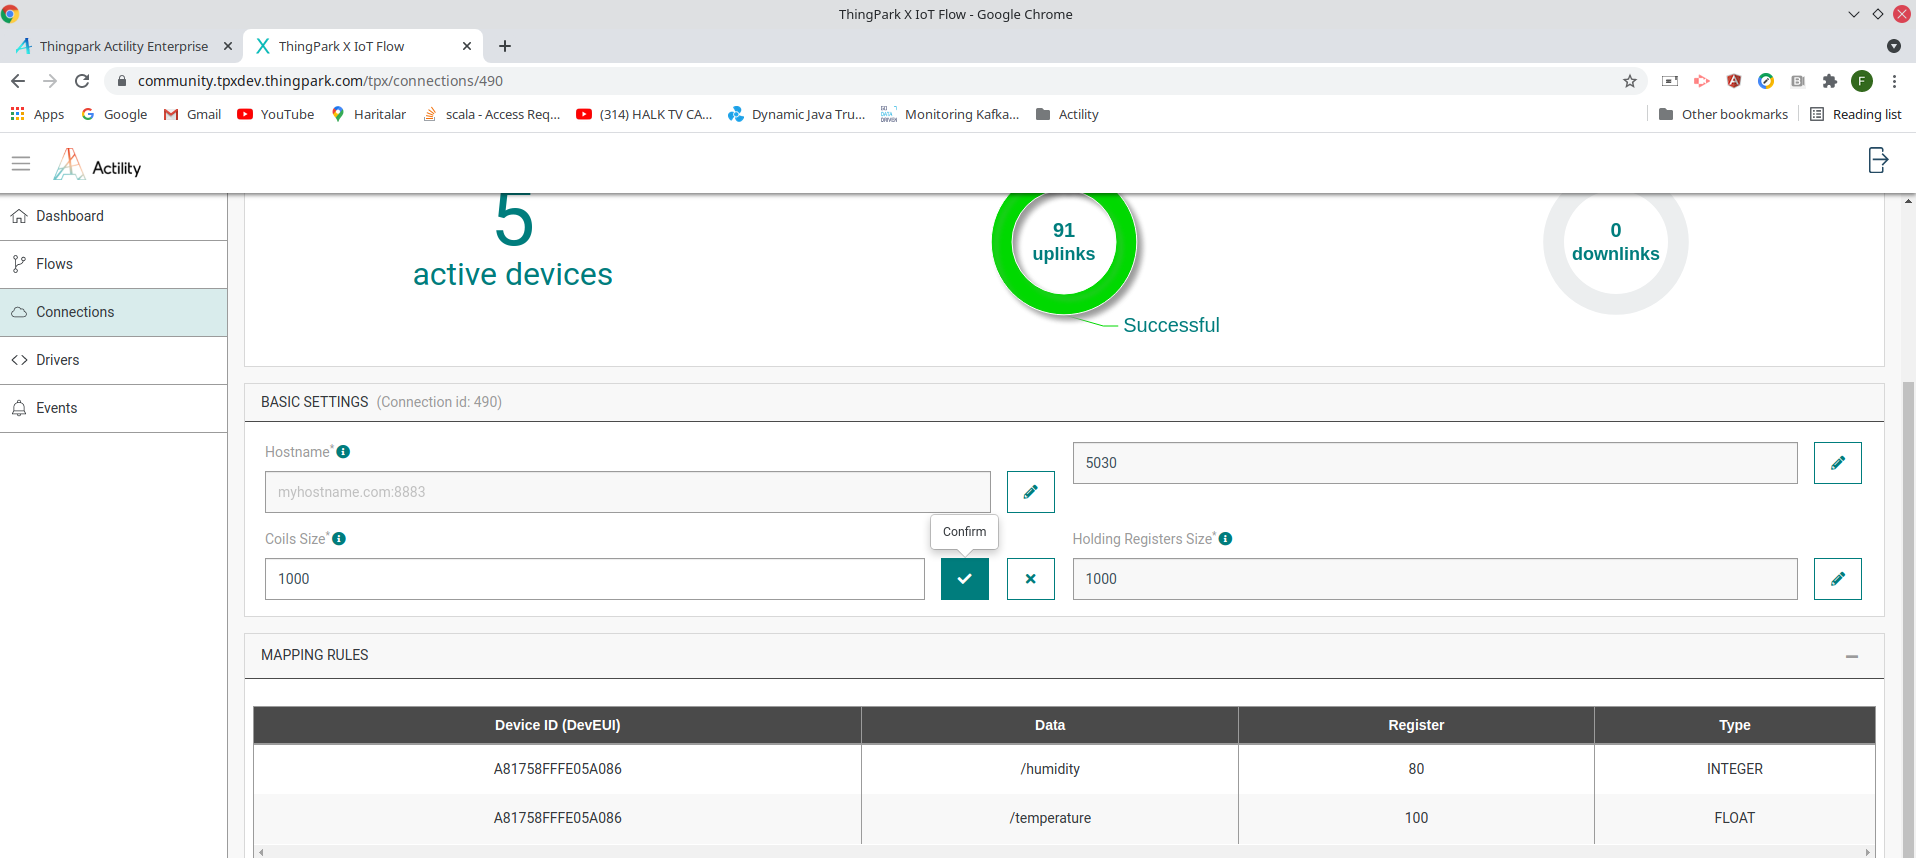 ThingPark X IoT Flow - Google Chrome
Thingpark Actility Enterprise
ThingPark X IoT Flow
community.tpxdev.thingpark.com/tpx/connections/490
F
Apps
Google
Gmail
YouTube
Haritalar
scala - Access Req...
(314) HALK TV CA...
Dynamic Java Tru...
Monitoring Kafka...
Actility
Other bookmarks
Reading list
Actility
Dashboard
Flows
Connections
Drivers
Events
5
active devices
91
uplinks
Successful
0
downlinks
BASIC SETTINGS (Connection id: 490)
Hostname*
myhostname.com:8883
5030
Confirm
Coils Size*
1000
Holding Registers Size*
1000
MAPPING RULES
Device ID (DevEUI) Data Register Type
A81758FFFE05A086 /humidity 80 INTEGER
A81758FFFE05A086 /temperature 100 FLOAT